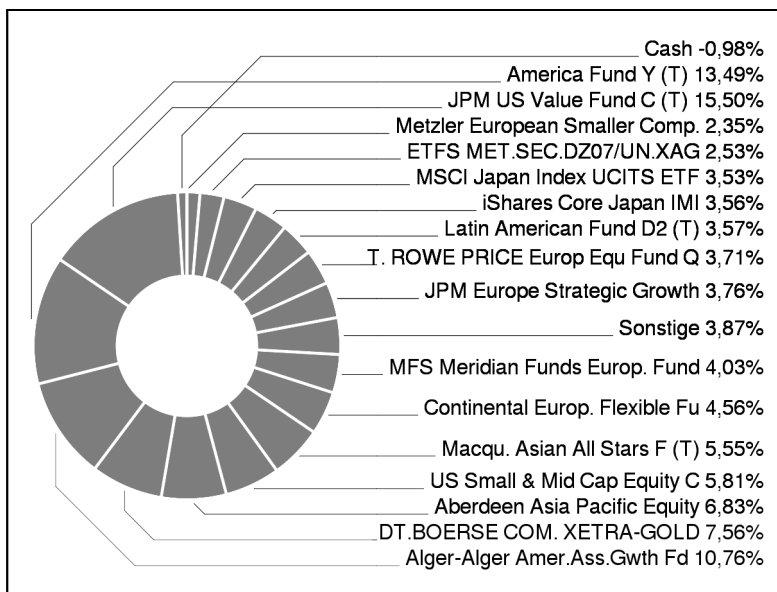 Cash -0,98%
America Fund Y (T) 13,49%
JPM US Value Fund C (T) 15,50%
Metzler European Smaller Comp. 2,35%
ETFS MET.SEC.DZ07/UN.XAG 2,53%
MSCI Japan Index UCITS ETF 3,53%
iShares Core Japan IMI 3,56%
Latin American Fund D2 (T) 3,57%
T. ROWE PRICE Europ Equ Fund Q 3,71%
JPM Europe Strategic Growth 3,76%
Sonstige 3,87%
MFS Meridian Funds Europ. Fund 4,03%
Continental Europ. Flexible Fu 4,56%
Macqu. Asian All Stars F (T) 5,55%
US Small & Mid Cap Equity C 5,81%
Aberdeen Asia Pacific Equity 6,83%
DT.BOERSE COM. XETRA-GOLD 7,56%
Alger-Alger Amer.Ass.Gwth Fd 10,76%